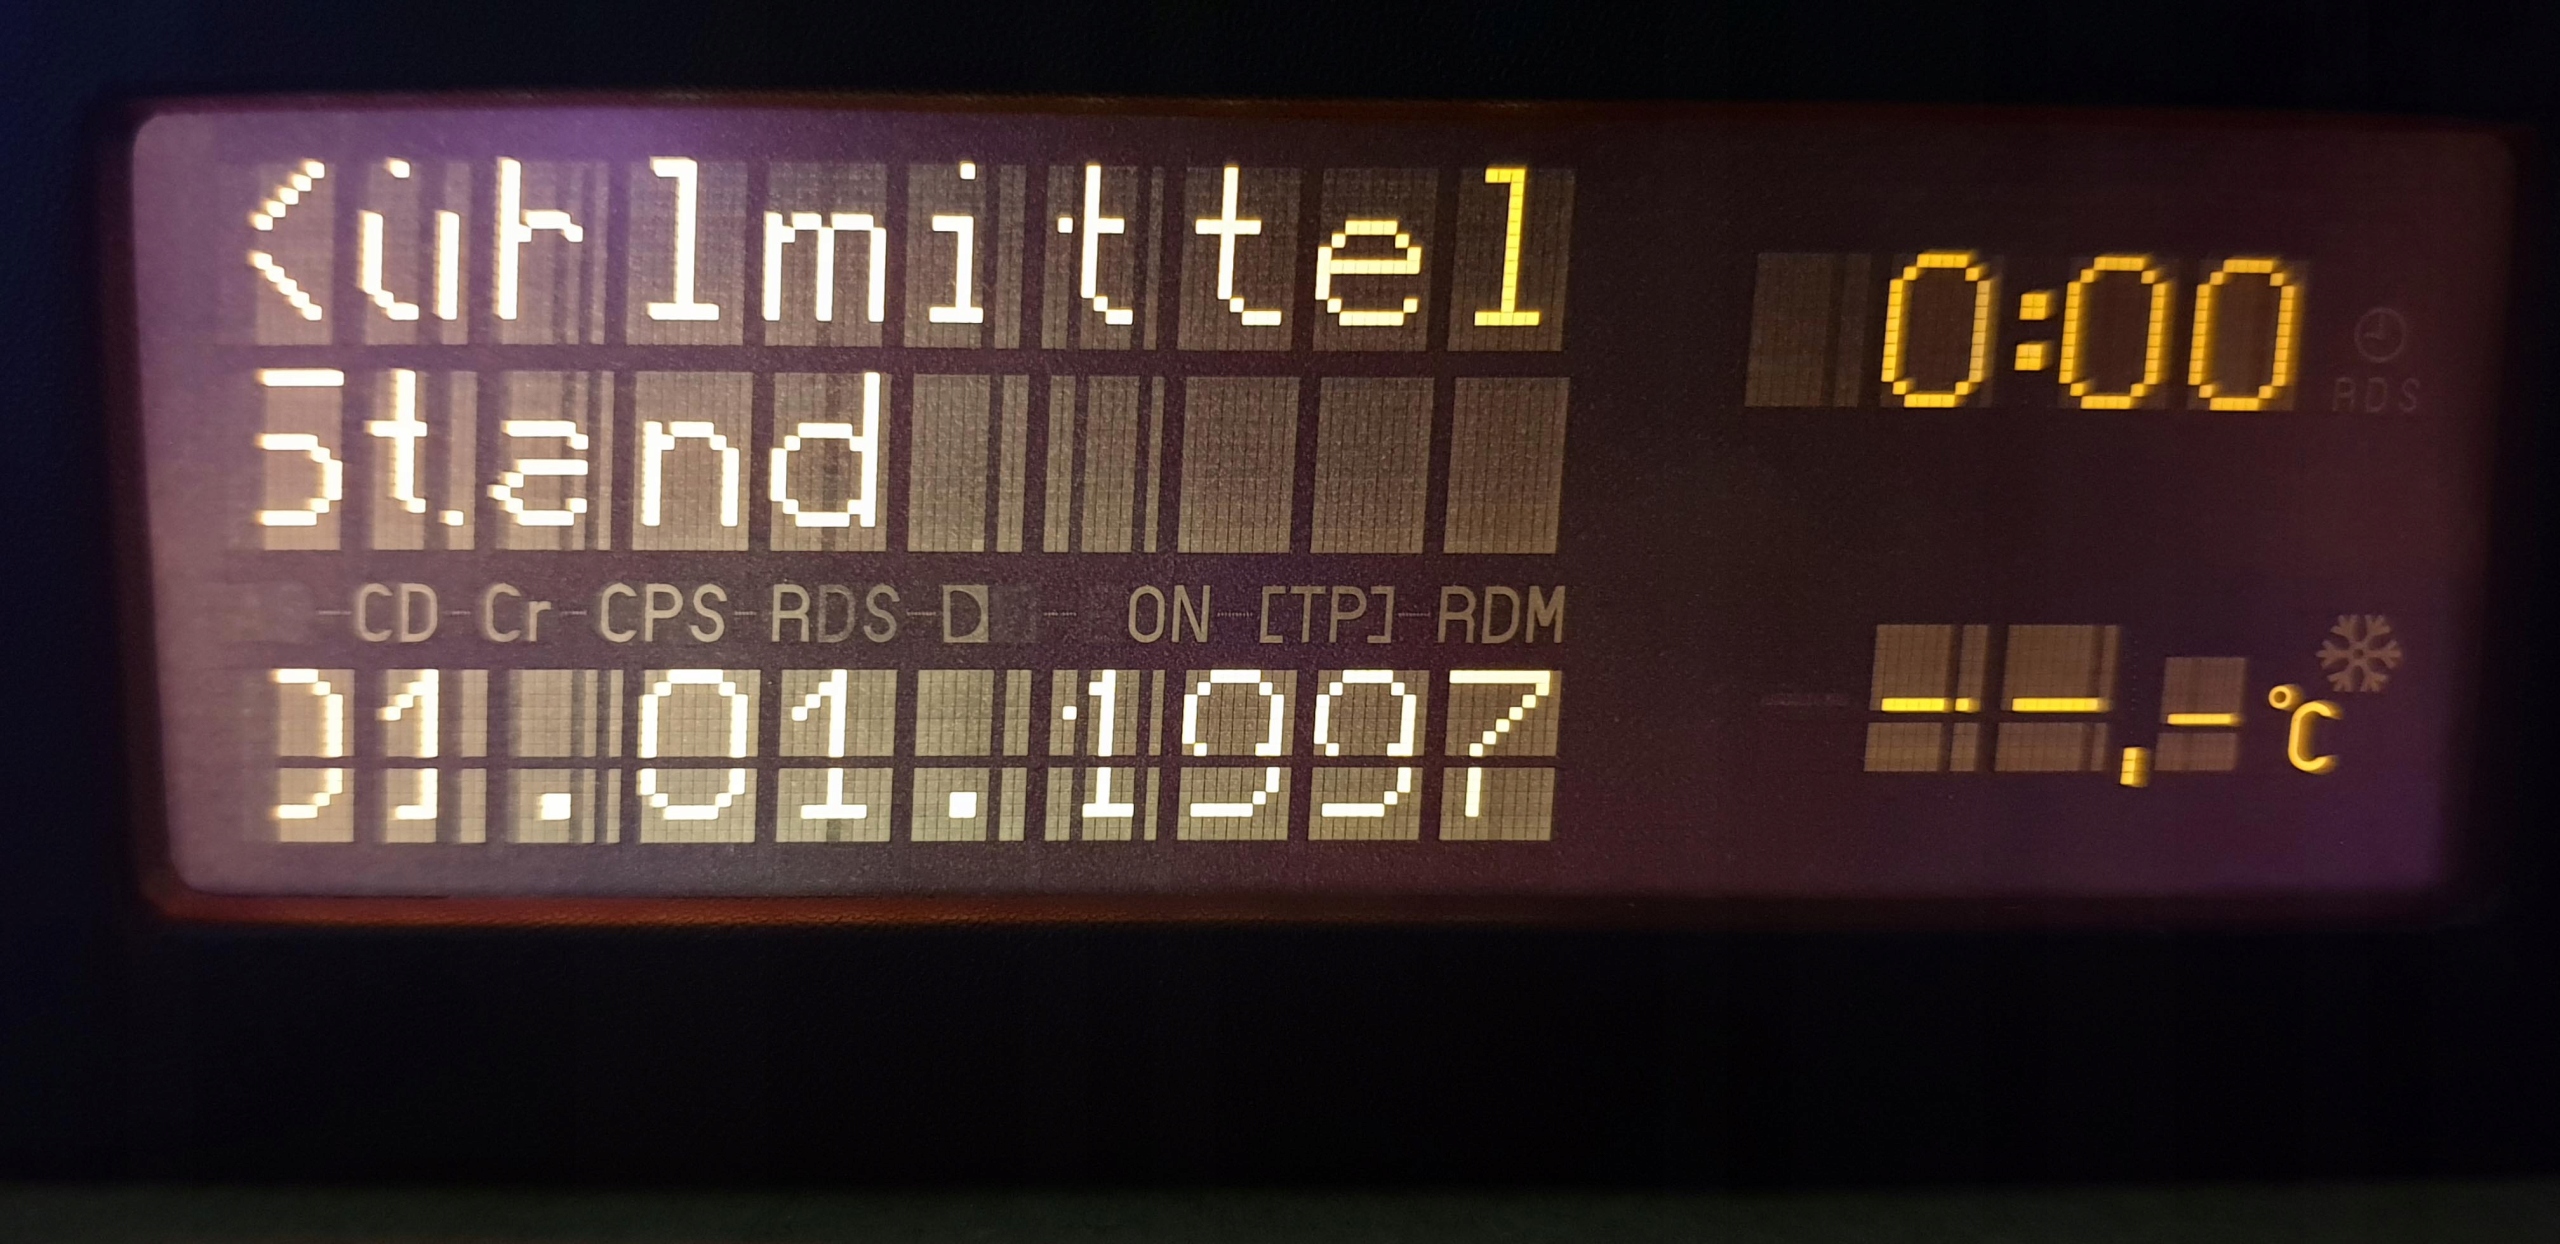 Kühlmittel
0:00
RDS
Stand
CD Cr CPS RDS D ON [TP] RDM
01.01.1997
--.- °C